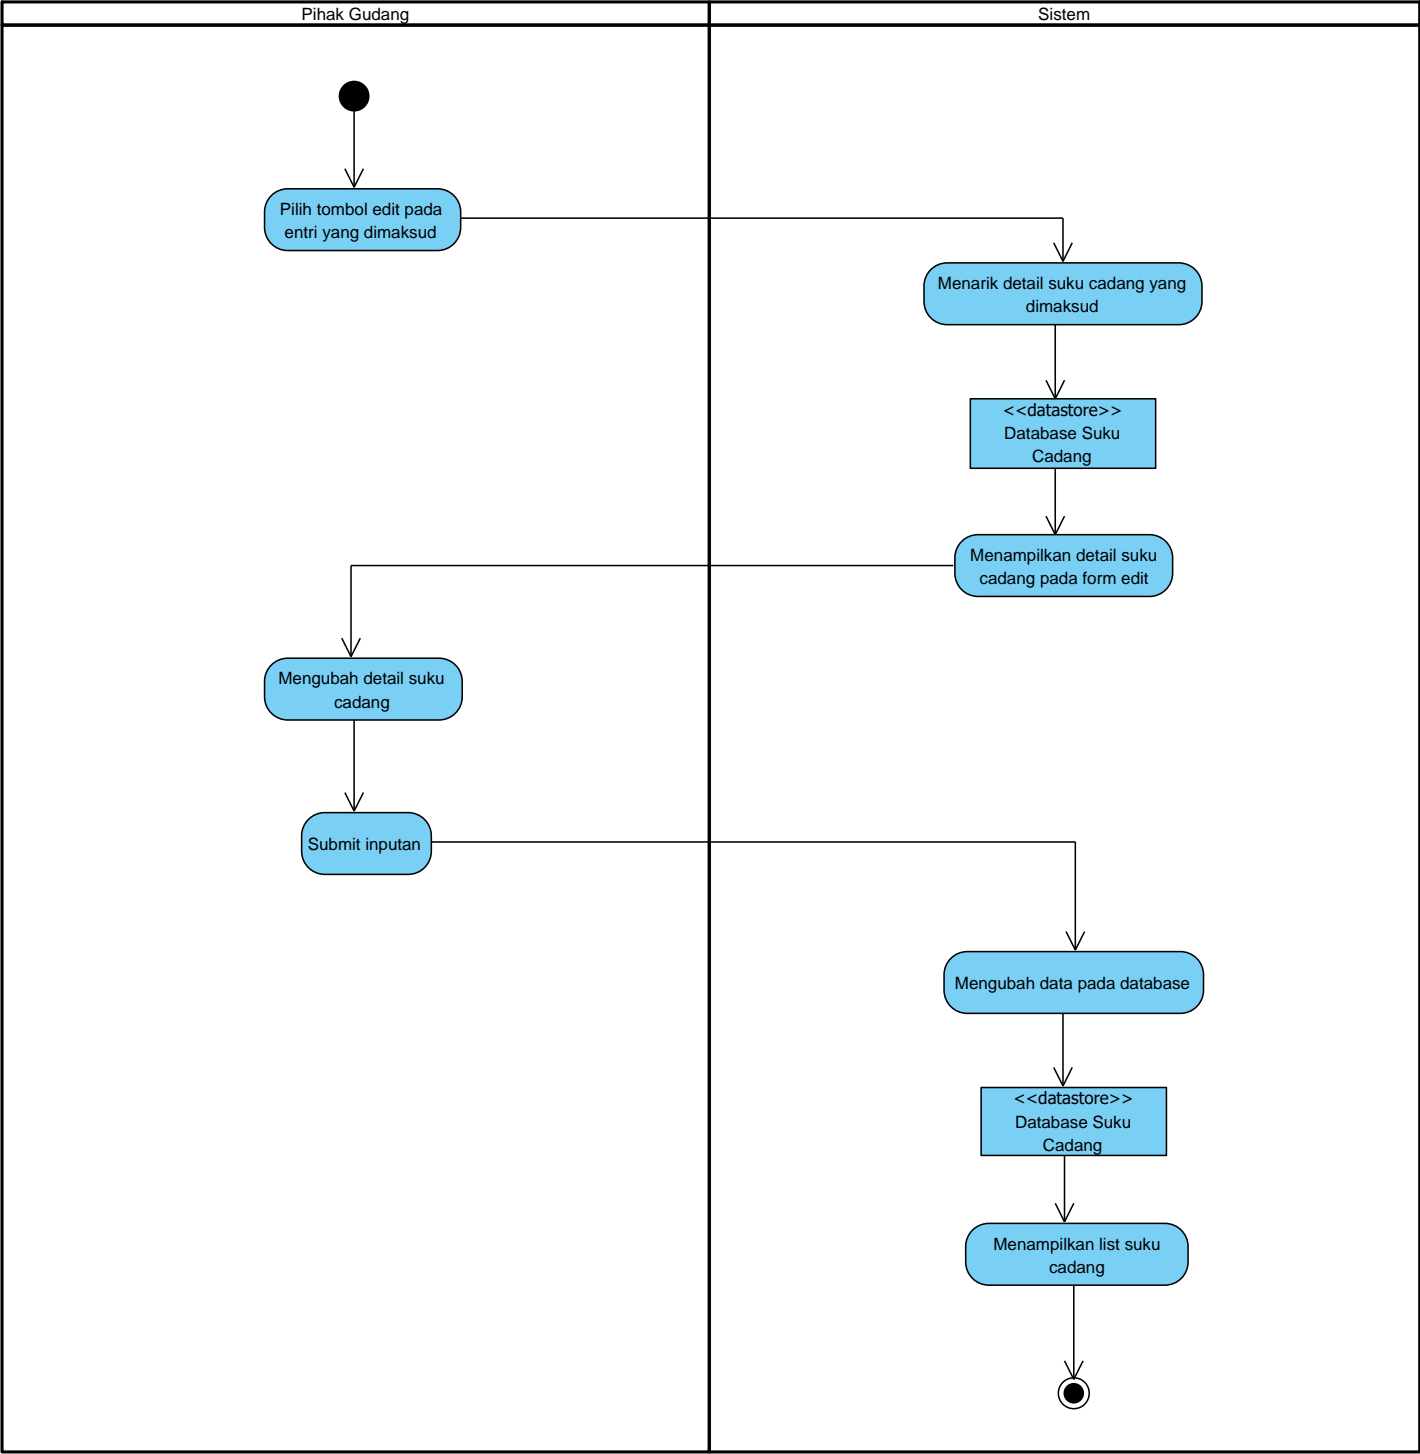 Pihak Gudang
Sistem
Pilih tombol edit pada
entri yang dimaksud
Menarik detail suku cadang yang
dimaksud
<<datastore>>
Database Suku
Cadang
Menampilkan detail suku
cadang pada form edit
Mengubah detail suku
cadang
Submit inputan
Mengubah data pada database
<<datastore>>
Database Suku
Cadang
Menampilkan list suku
cadang